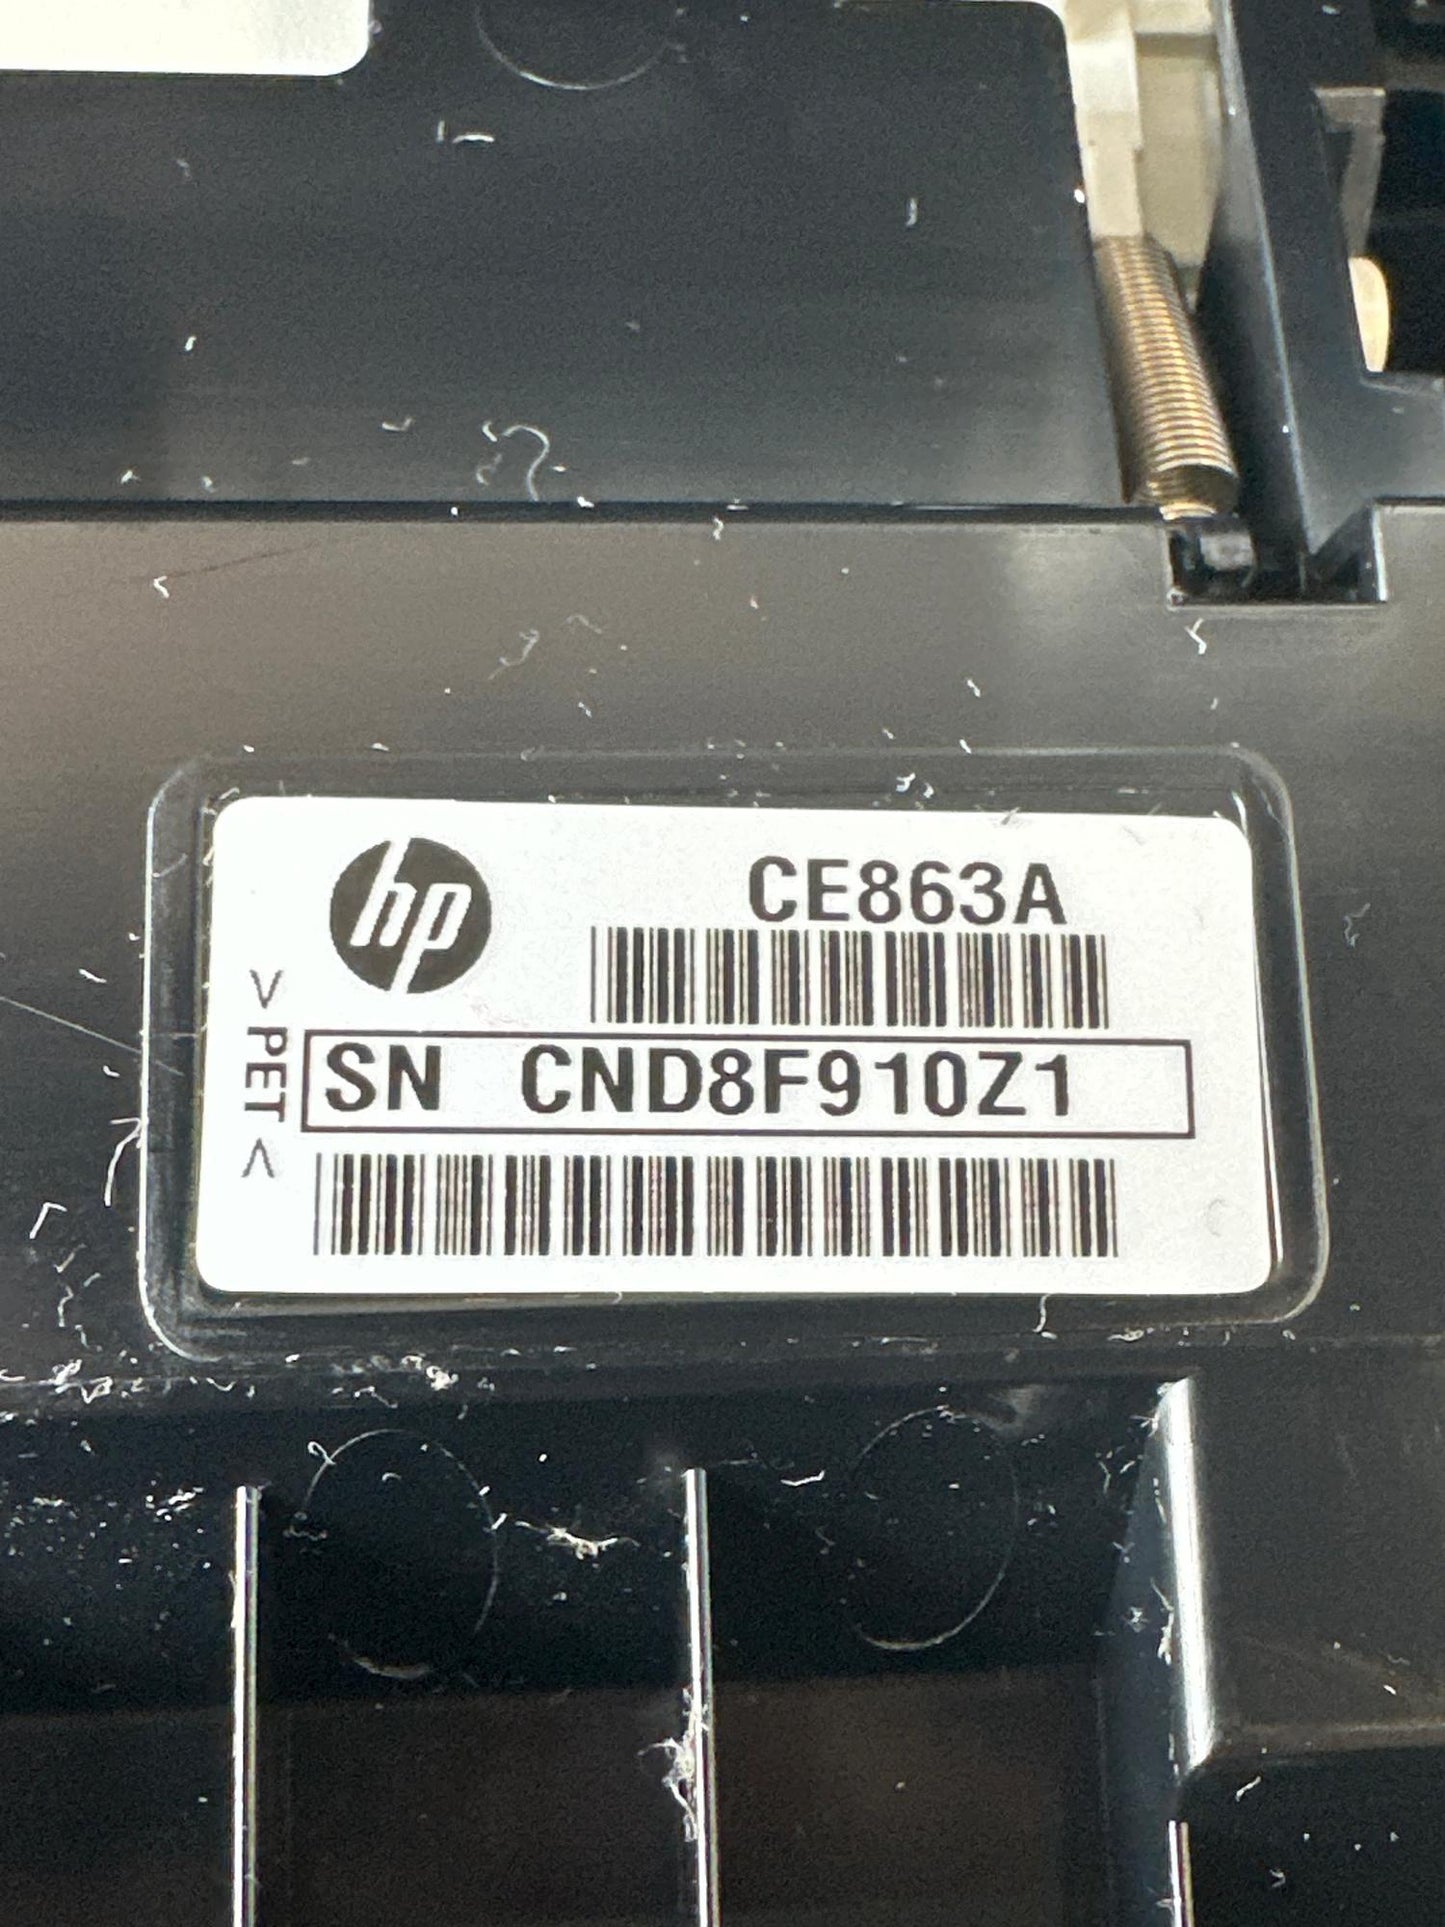 hp
CE863A
SN CND8F910Z1
>PET<